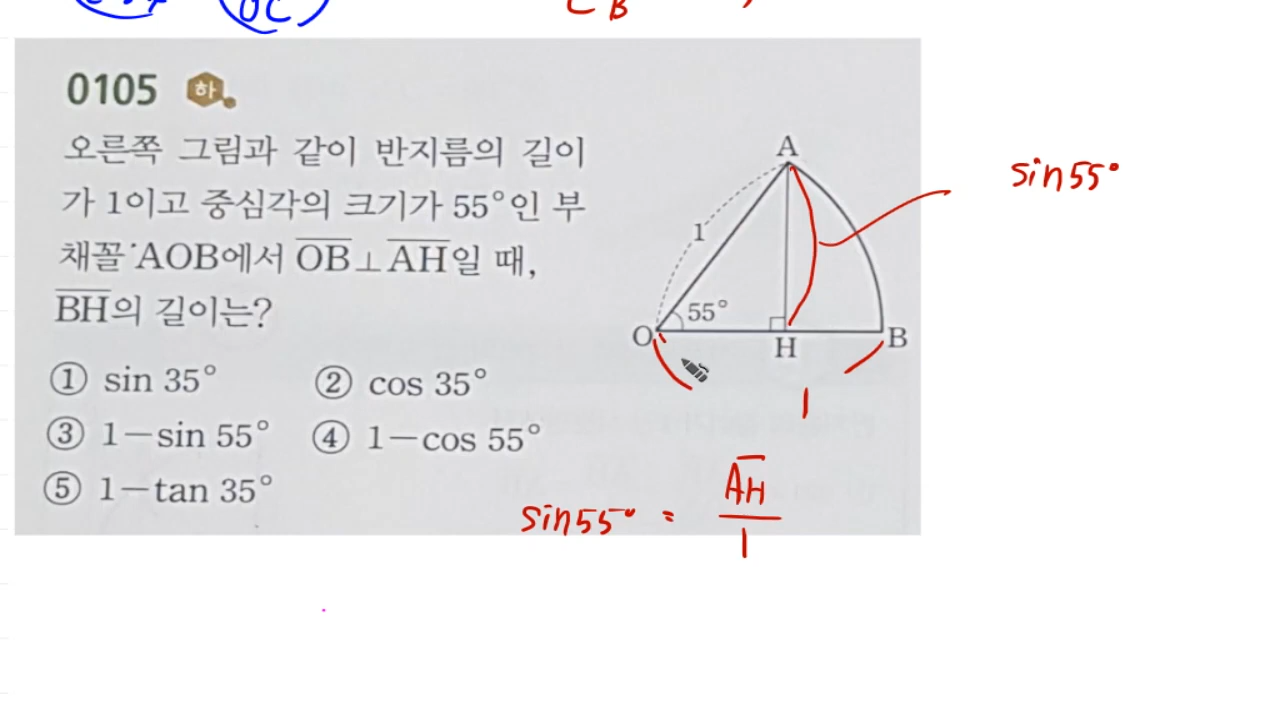 OC
B
0105 하
오른쪽 그림과 같이 반지름의 길이
가 1이고 중심각의 크기가 55°인 부
채꼴 AOB에서 OB⊥AH일 때,
BH의 길이는?
① sin 35° ② cos 35°
③ 1-sin 55° ④ 1-cos 55°
⑤ 1-tan 35°
A
1
55°
O
H
B
sin55°
1
sin55° = AH/1